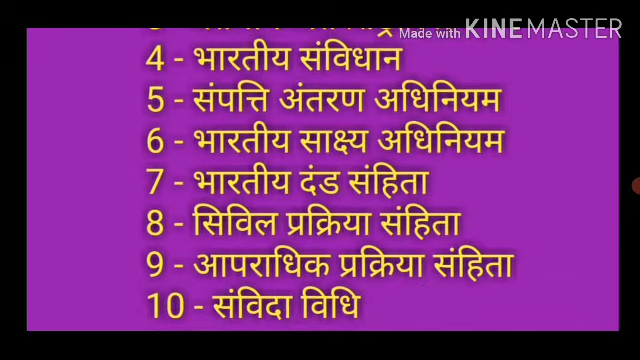 Made with KINEMASTER
4 - भारतीय संविधान
5 - संपत्ति अंतरण अधिनियम
6 - भारतीय साक्ष्य अधिनियम
7 - भारतीय दंड संहिता
8 - सिविल प्रक्रिया संहिता
9 - आपराधिक प्रक्रिया संहिता
10 - संविदा विधि